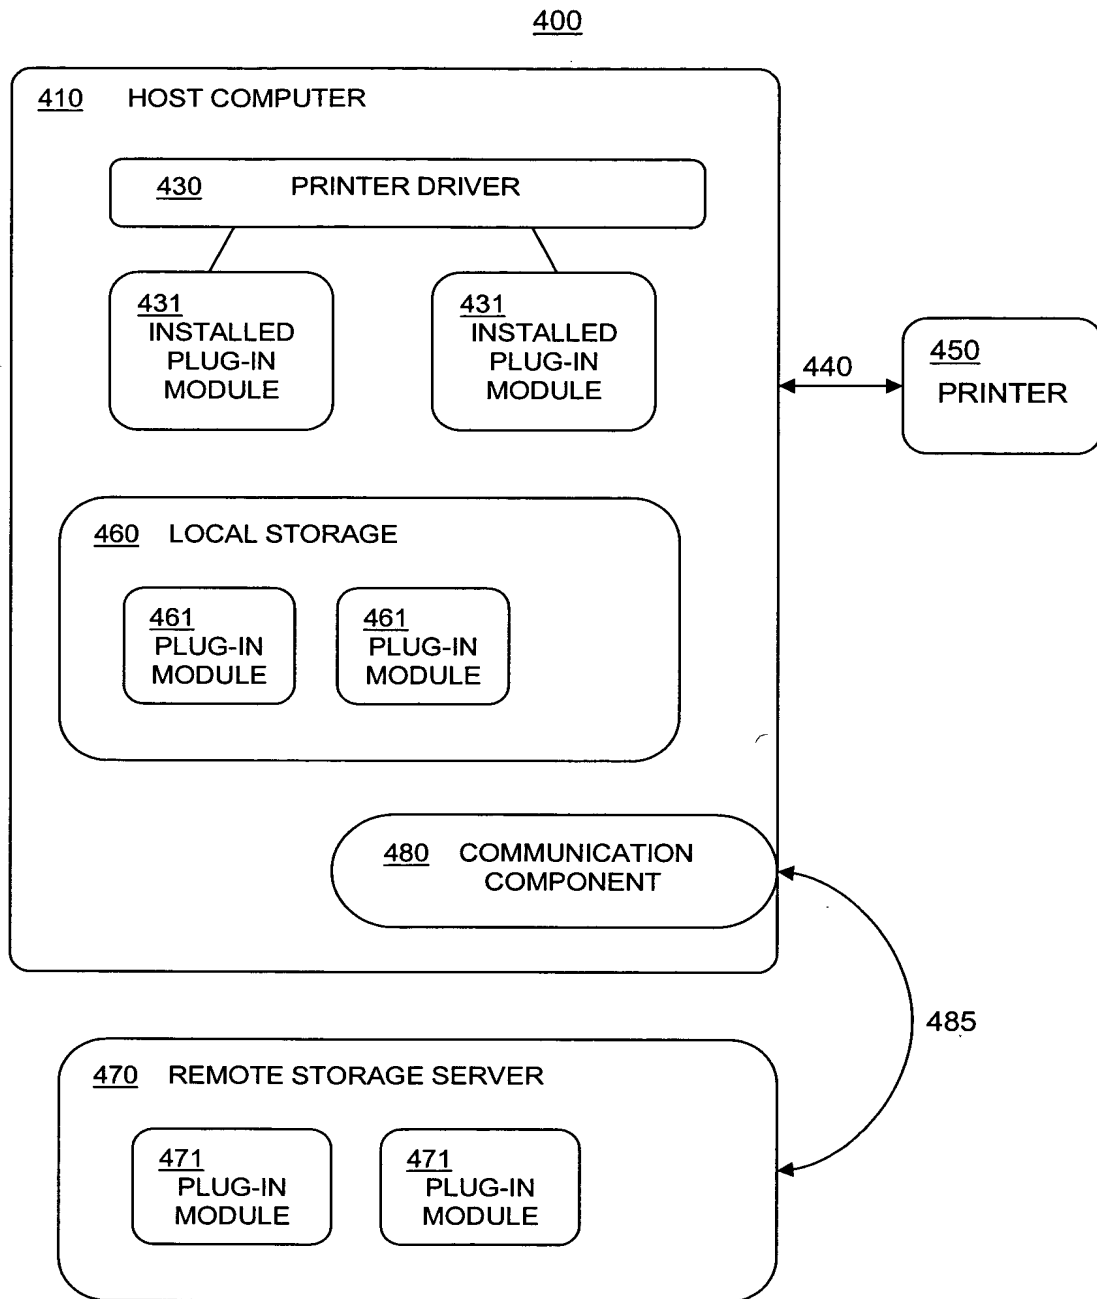 400
410 HOST COMPUTER
430 PRINTER DRIVER
431
INSTALLED
PLUG-IN
MODULE
431
INSTALLED
PLUG-IN
MODULE
440
450
PRINTER
460 LOCAL STORAGE
461
PLUG-IN
MODULE
461
PLUG-IN
MODULE
480 COMMUNICATION
COMPONENT
485
470 REMOTE STORAGE SERVER
471
PLUG-IN
MODULE
471
PLUG-IN
MODULE